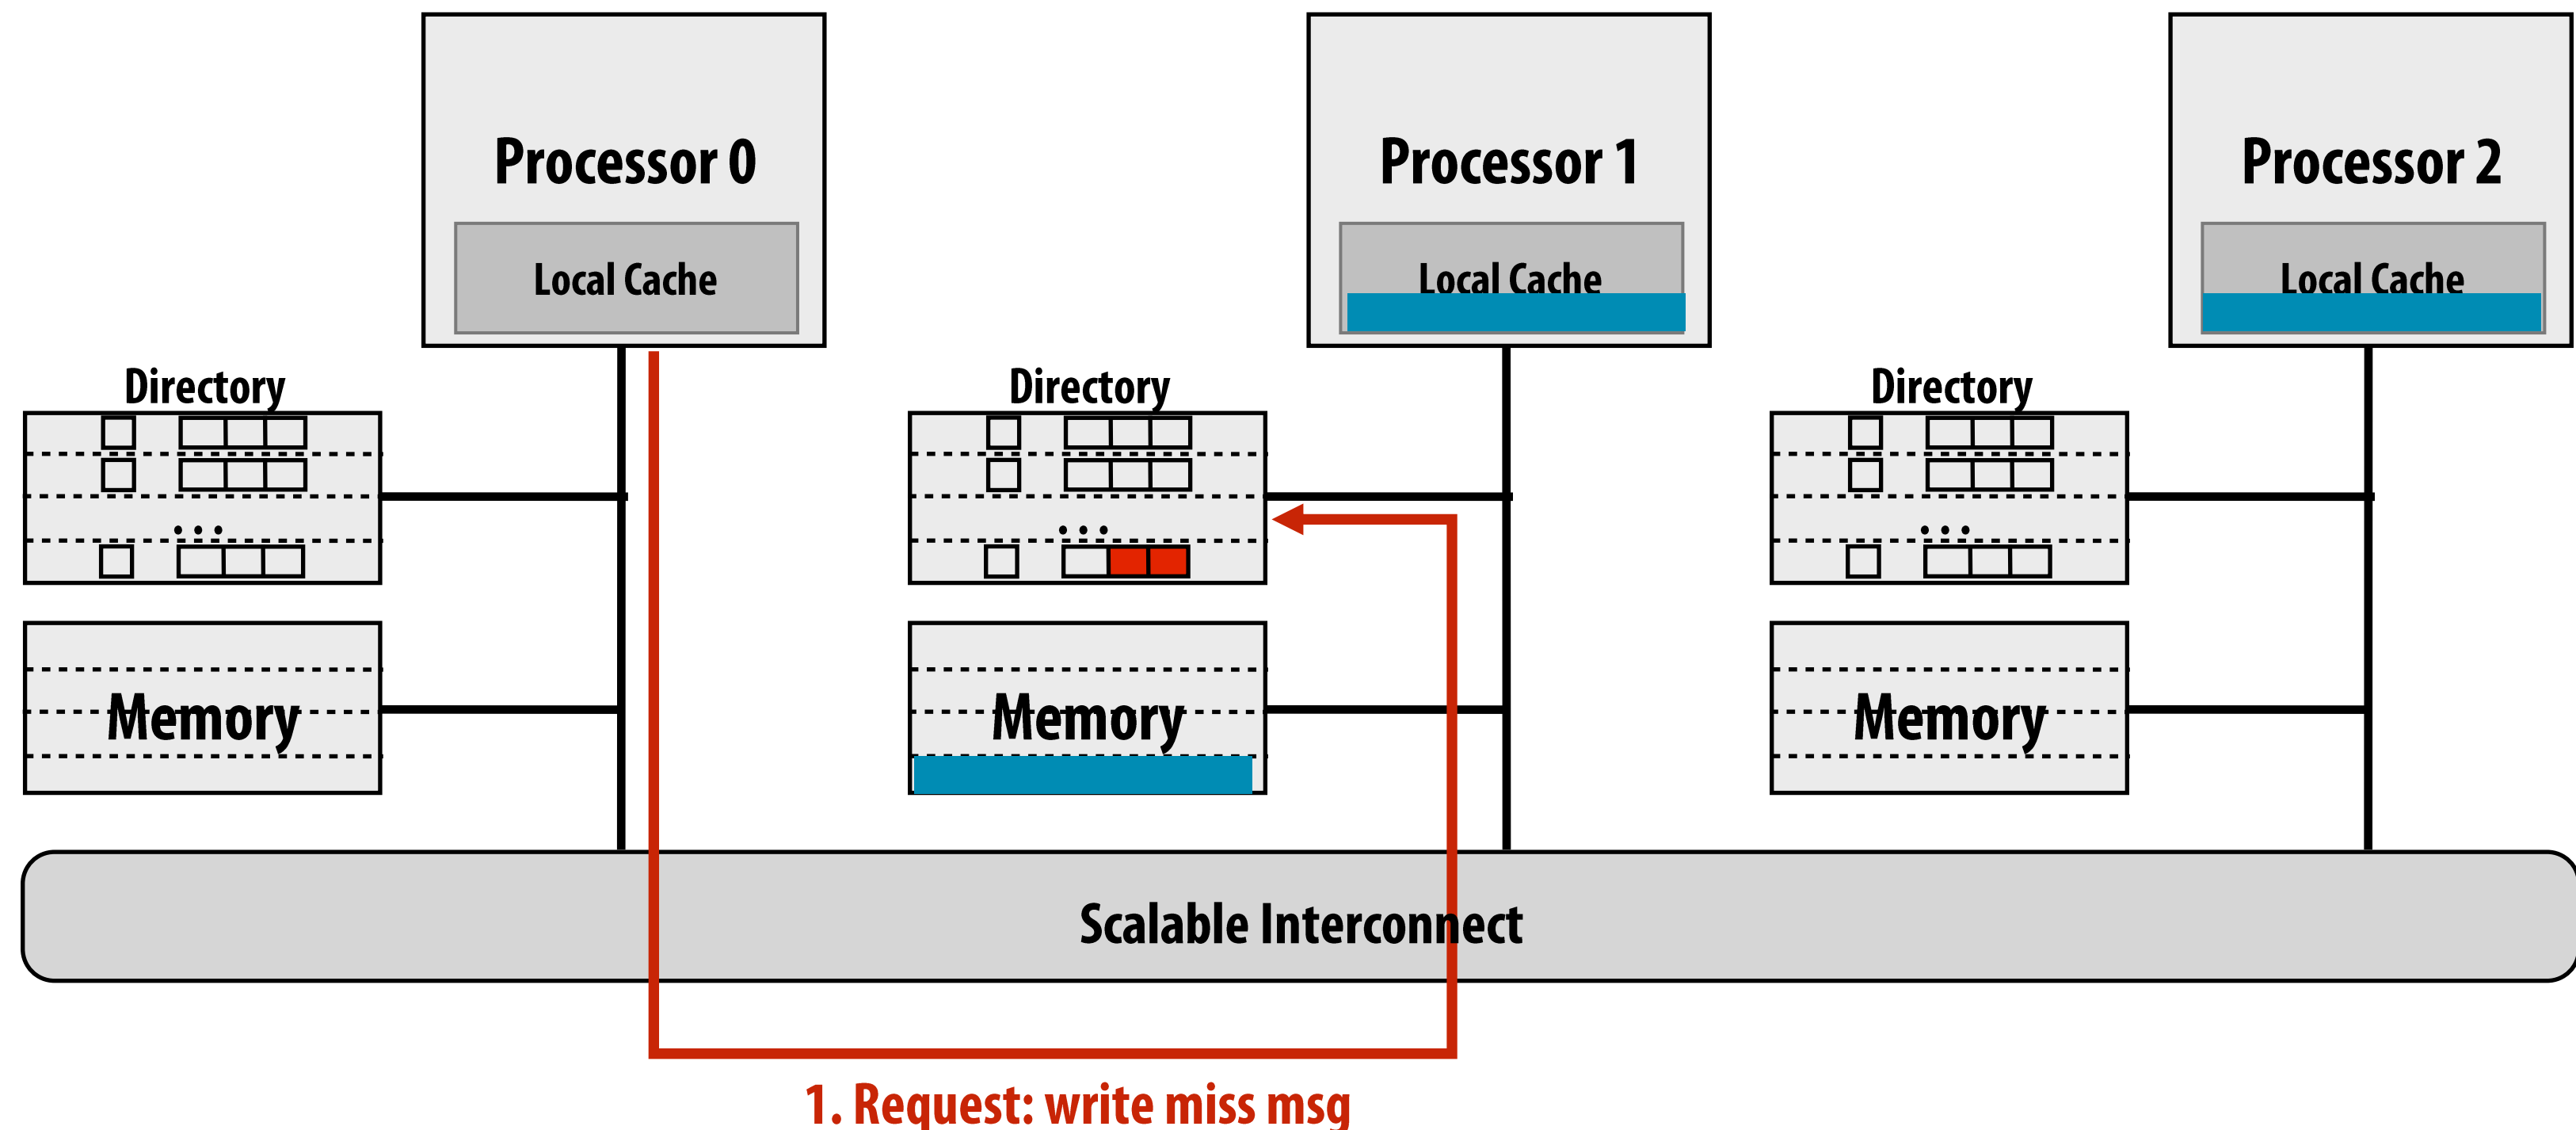 Processor 0
Processor 1
Processor 2
Local Cache
Local Cache
Local Cache
Directory
Directory
Directory
...
...
...
Memory
Memory
Memory
Scalable Interconnect
1. Request: write miss msg